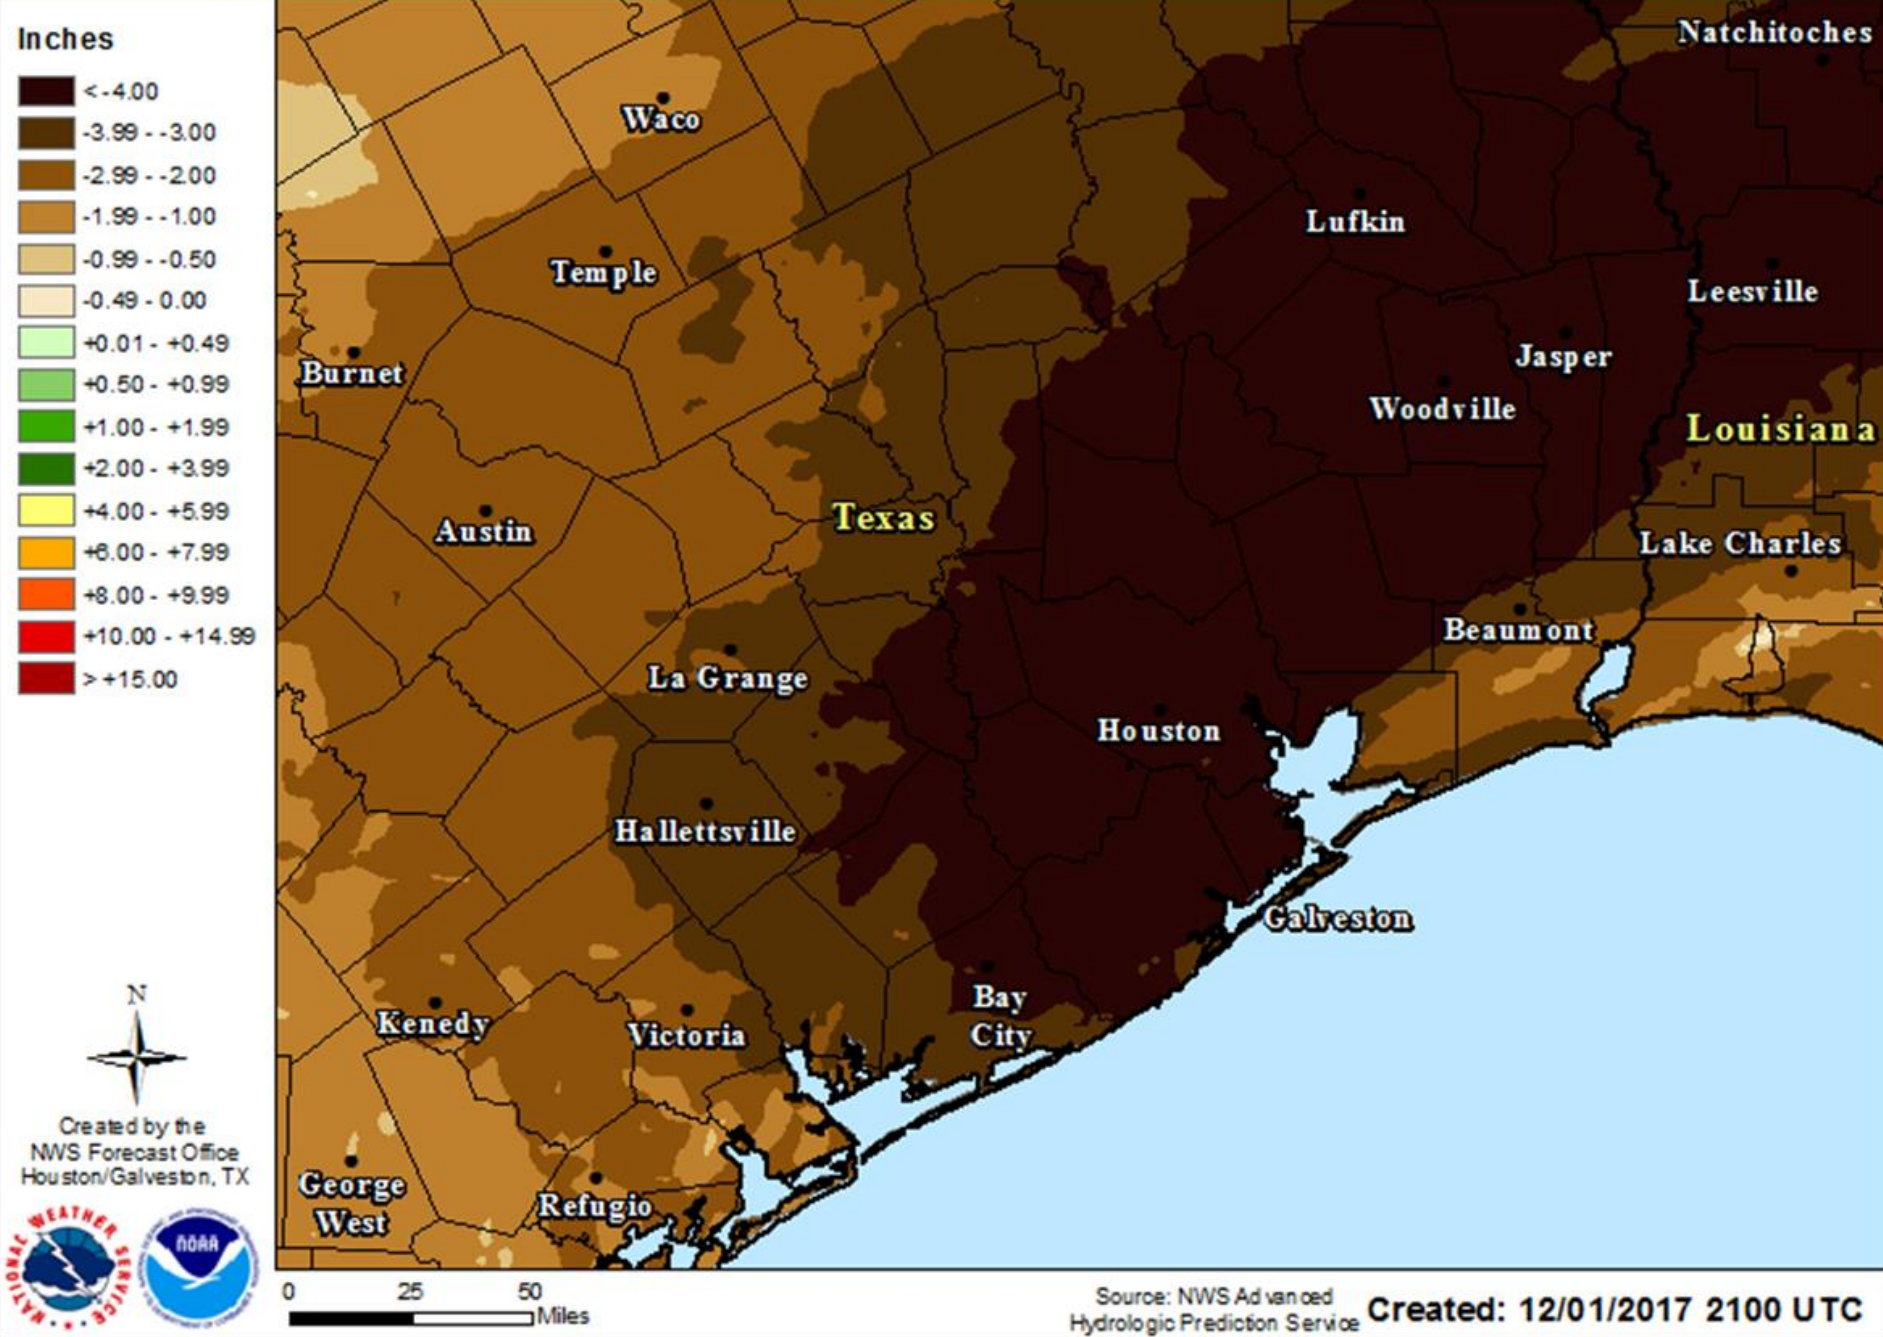 Inches
< -4.00
-3.99 - -3.00
-2.99 - -2.00
-1.99 - -1.00
-0.99 - -0.50
-0.49 - 0.00
+0.01 - +0.49
+0.50 - +0.99
+1.00 - +1.99
+2.00 - +3.99
+4.00 - +5.99
+6.00 - +7.99
+8.00 - +9.99
+10.00 - +14.99
> +15.00
N
Created by the
NWS Forecast Office
Houston/Galveston, TX
NATIONAL WEATHER SERVICE
NOAA
Natchitoches
Waco
Lufkin
Temple
Leesville
Burnet
Jasper
Woodville
Louisiana
Texas
Austin
Lake Charles
Beaumont
La Grange
Houston
Hallettsville
Galveston
Bay
City
Kenedy
Victoria
George
West
Refugio
0 25 50
Miles
Source: NWS Advanced
Hydrologic Prediction Service
Created: 12/01/2017 2100 UTC